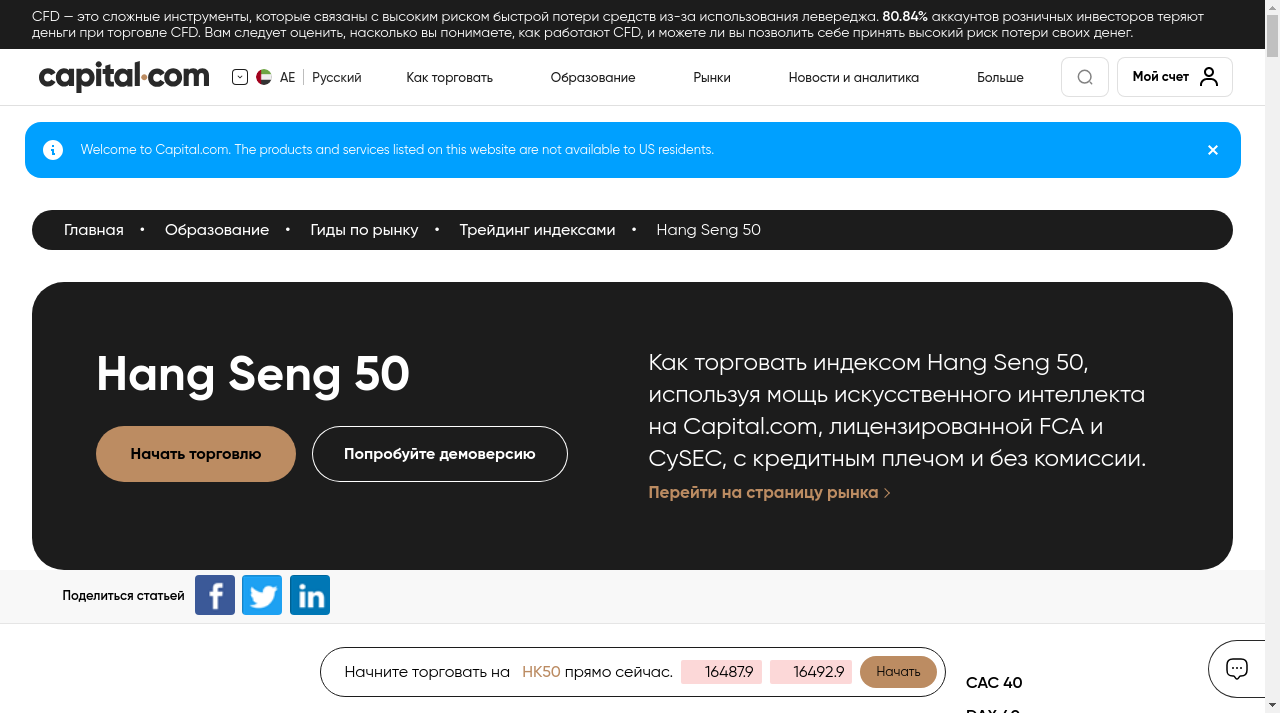 CFD — это сложные инструменты, которые связаны с высоким риском быстрой потери средств из-за использования левереджа. 80.84% аккаунтов розничных инвесторов теряют
деньги при торговле CFD. Вам следует оценить, насколько вы понимаете, как работают CFD, и можете ли вы позволить себе принять высокий риск потери своих денег.
capital.com AE Русский Как торговать Образование Рынки Новости и аналитика Больше Мой счет
Welcome to Capital.com. The products and services listed on this website are not available to US residents.
Главная • Образование • Гиды по рынку • Трейдинг индексами • Hang Seng 50
Hang Seng 50
Начать торговлю Попробуйте демоверсию
Как торговать индексом Hang Seng 50,
используя мощь искусственного интеллекта
на Capital.com, лицензированной FCA и
CySEC, с кредитным плечом и без комиссии.
Перейти на страницу рынка
Поделиться статьей
Начните торговать на HK50 прямо сейчас. 16487.9 16492.9 Начать
CAC 40
DAX 40